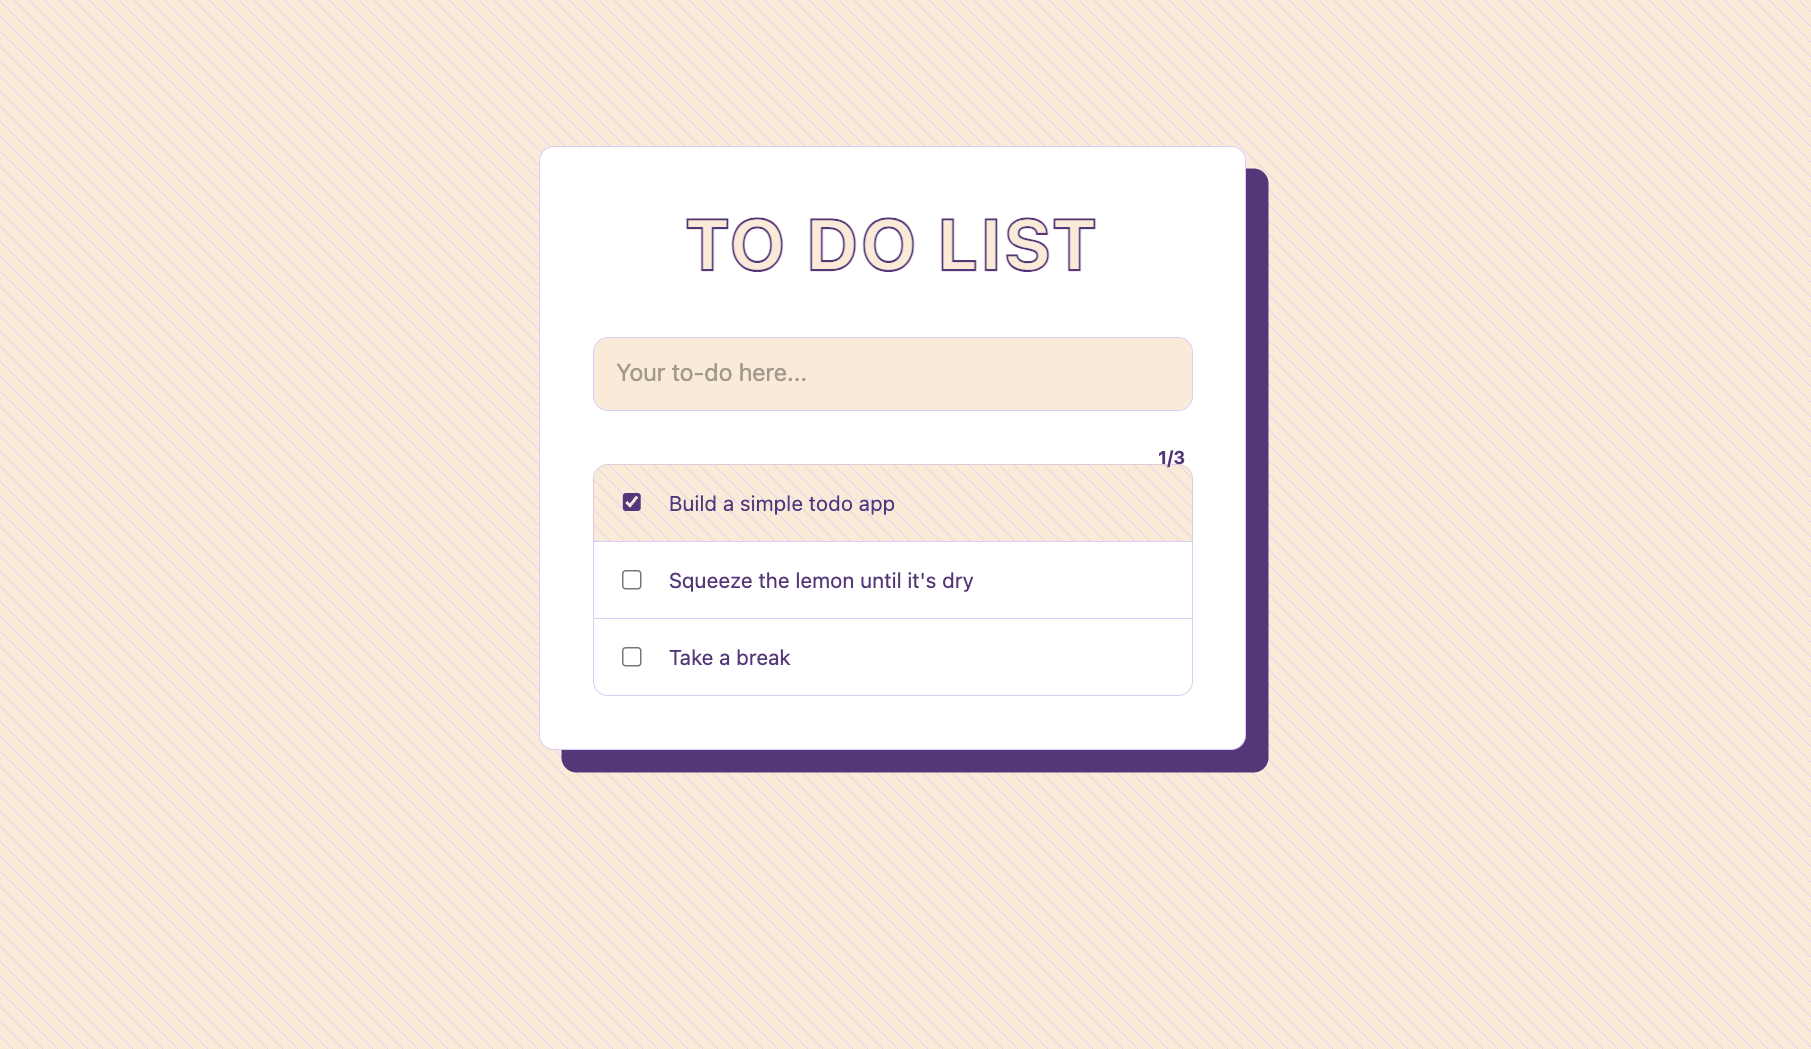 TO DO LIST
Your to-do here...
1/3
Build a simple todo app
Squeeze the lemon until it's dry
Take a break